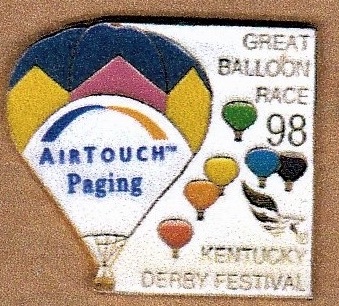 GREAT
BALLOON
RACE
98
AIRTOUCH™
Paging
KENTUCKY
DERBY FESTIVAL